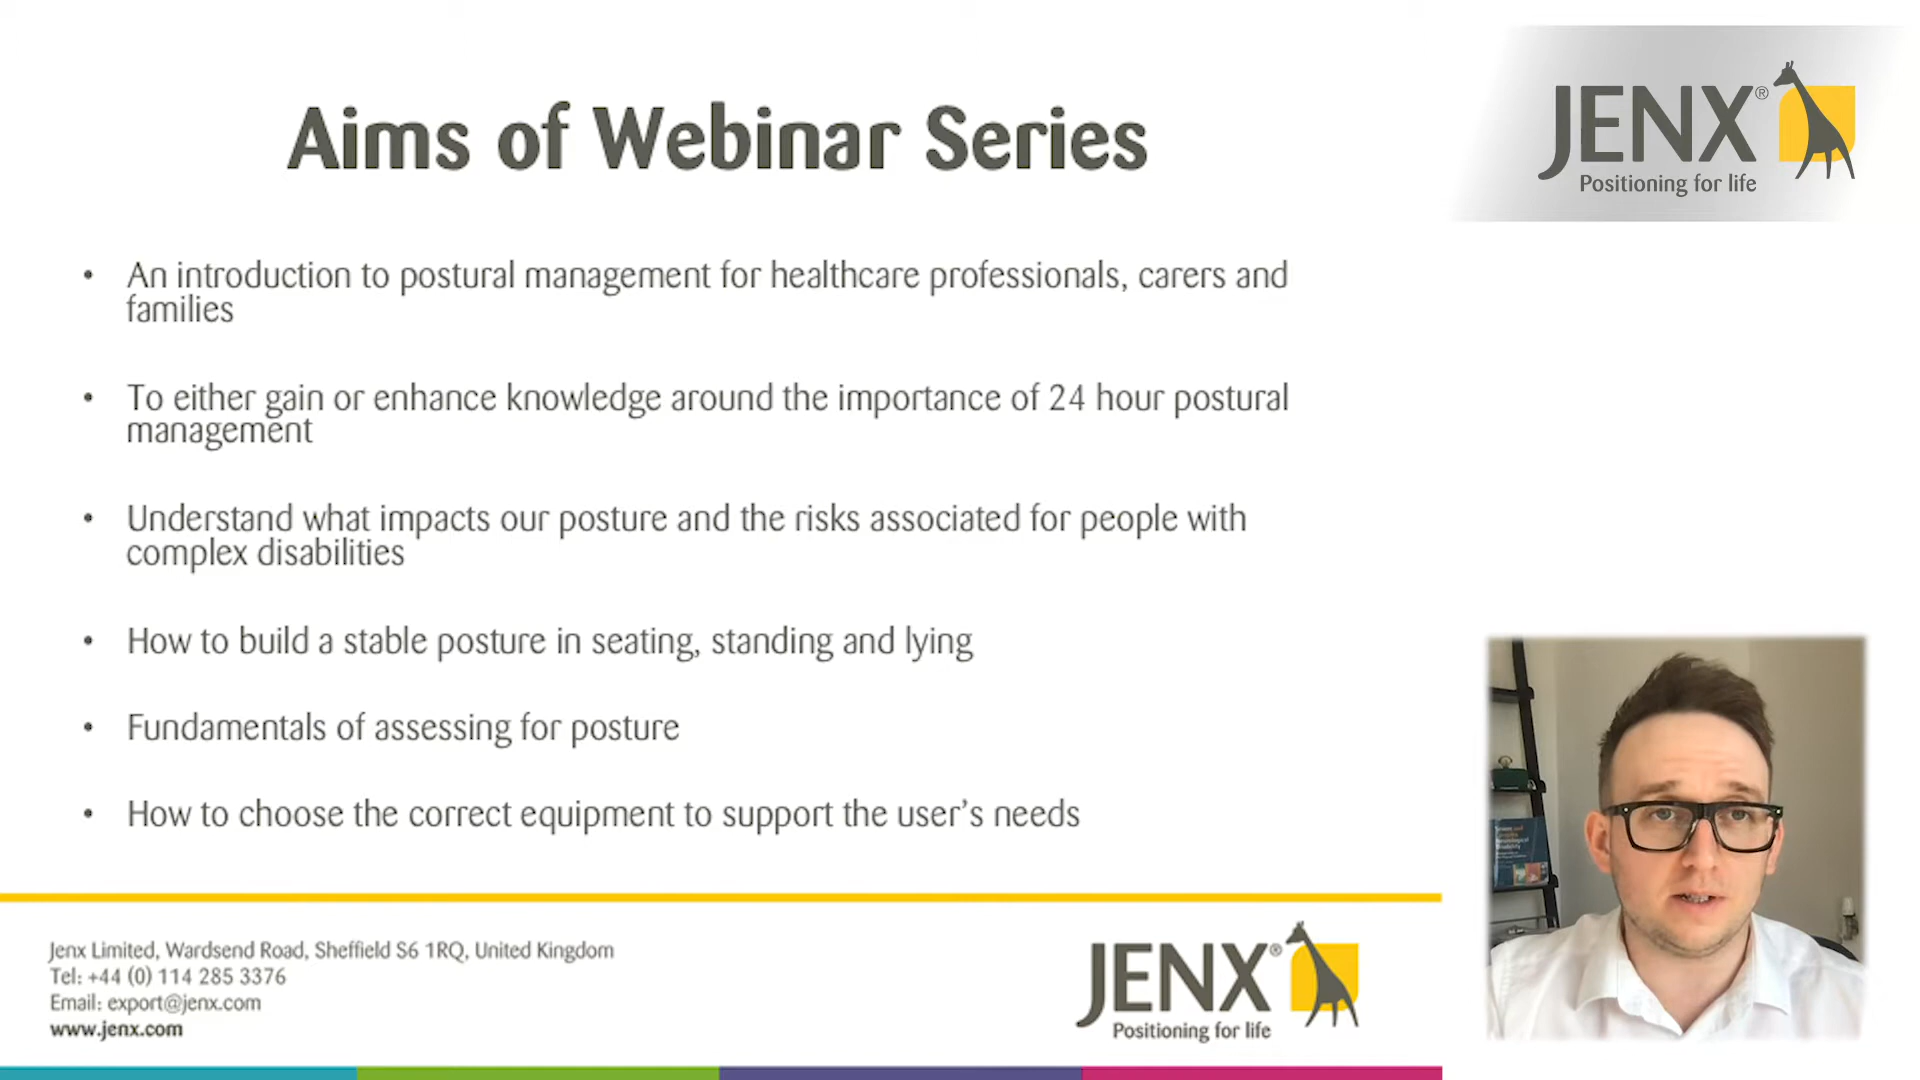 Aims of Webinar Series
JENX®
Positioning for life
• An introduction to postural management for healthcare professionals, carers and
families
• To either gain or enhance knowledge around the importance of 24 hour postural
management
• Understand what impacts our posture and the risks associated for people with
complex disabilities
• How to build a stable posture in seating, standing and lying
• Fundamentals of assessing for posture
• How to choose the correct equipment to support the user’s needs
Jenx Limited, Wardsend Road, Sheffield S6 1RQ, United Kingdom
Tel: +44 (0) 114 285 3376
Email: export@jenx.com
www.jenx.com
JENX®
Positioning for life